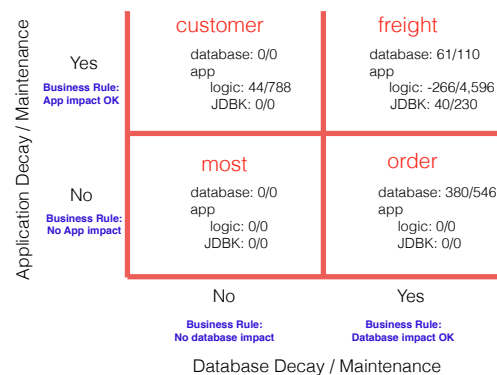 customer
database: 0/0
app
logic: 44/788
JDBK: 0/0
freight
database: 61/110
app
logic: -266/4,596
JDBK: 40/230
Application Decay / Maintenance
Yes
Business Rule:
App impact OK
No
Business Rule:
No App impact
most
database: 0/0
app
logic: 0/0
JDBK: 0/0
order
database: 380/546
app
logic: 0/0
JDBK: 0/0
No
Business Rule:
No database impact
Yes
Business Rule:
Database impact OK
Database Decay / Maintenance